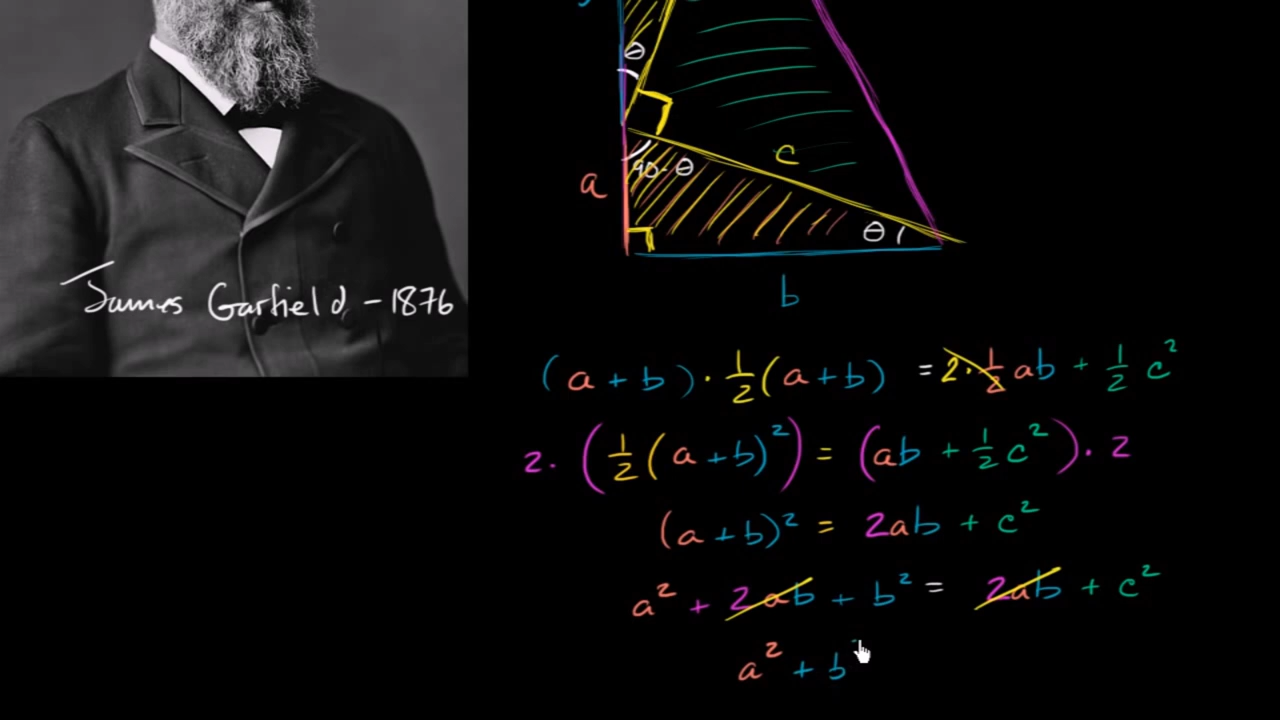 θ
c
90-θ
a
θ
b
James Garfield - 1876
(a + b) · 1/2 (a + b) = 2 · 1/2 ab + 1/2 c²
2 · (1/2 (a + b)²) = (ab + 1/2 c²) · 2
(a + b)² = 2ab + c²
a² + 2ab + b² = 2ab + c²
a² + b